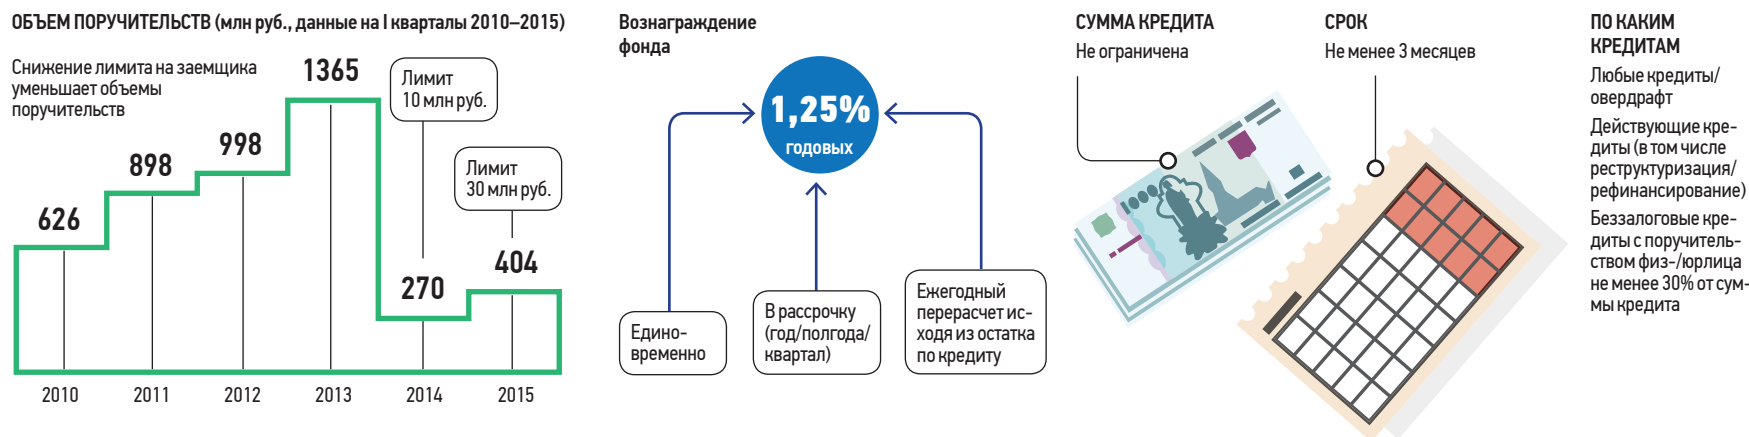 ОБЪЕМ ПОРУЧИТЕЛЬСТВ (млн руб., данные на I кварталы 2010–2015)
Снижение лимита на заемщика
уменьшает объемы
поручительств
626
898
998
1365
270
404
Лимит
10 млн руб.
Лимит
30 млн руб.
2010
2011
2012
2013
2014
2015
Вознаграждение
фонда
1,25%
годовых
Едино-
временно
В рассрочку
(год/полгода/
квартал)
Ежегодный
перерасчет ис-
ходя из остатка
по кредиту
СУММА КРЕДИТА
Не ограничена
СРОК
Не менее 3 месяцев
ПО КАКИМ
КРЕДИТАМ
Любые кредиты/
овердрафт
Действующие кре-
диты (в том числе
реструктуризация/
рефинансирование)
Беззалоговые кре-
диты с поручитель-
ством физ-/юрлица
не менее 30% от сум-
мы кредита